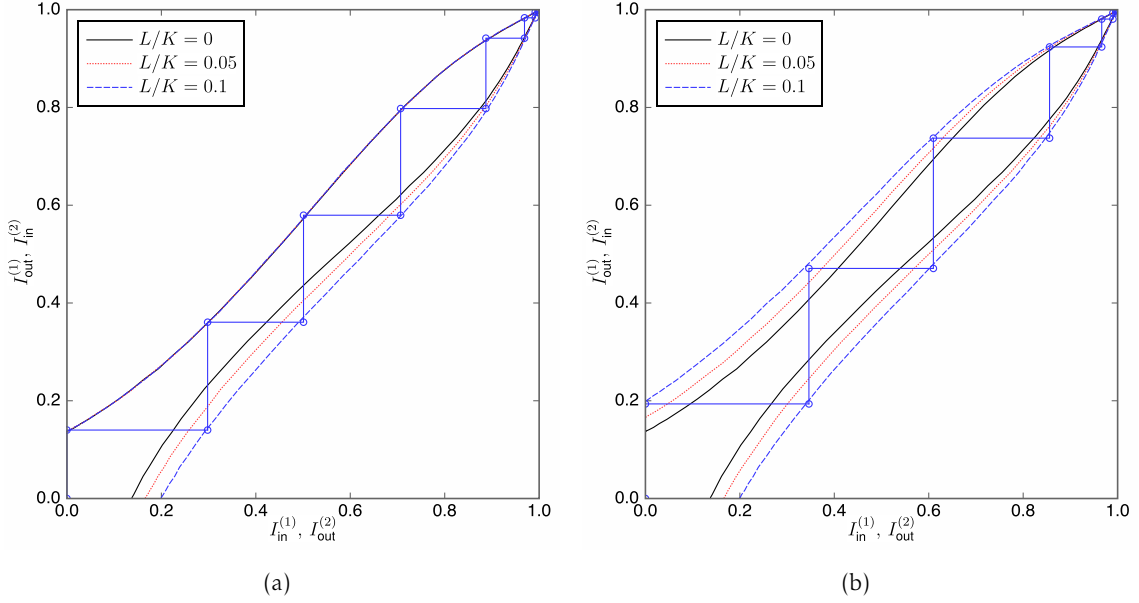 1.0
0.8
0.6
0.4
0.2
0.0
I_out^(1), I_in^(2)
L/K = 0
L/K = 0.05
L/K = 0.1
0.0 0.2 0.4 0.6 0.8 1.0
I_in^(1), I_out^(2)
(a)
1.0
0.8
0.6
0.4
0.2
0.0
I_out^(1), I_in^(2)
L/K = 0
L/K = 0.05
L/K = 0.1
0.0 0.2 0.4 0.6 0.8 1.0
I_in^(1), I_out^(2)
(b)